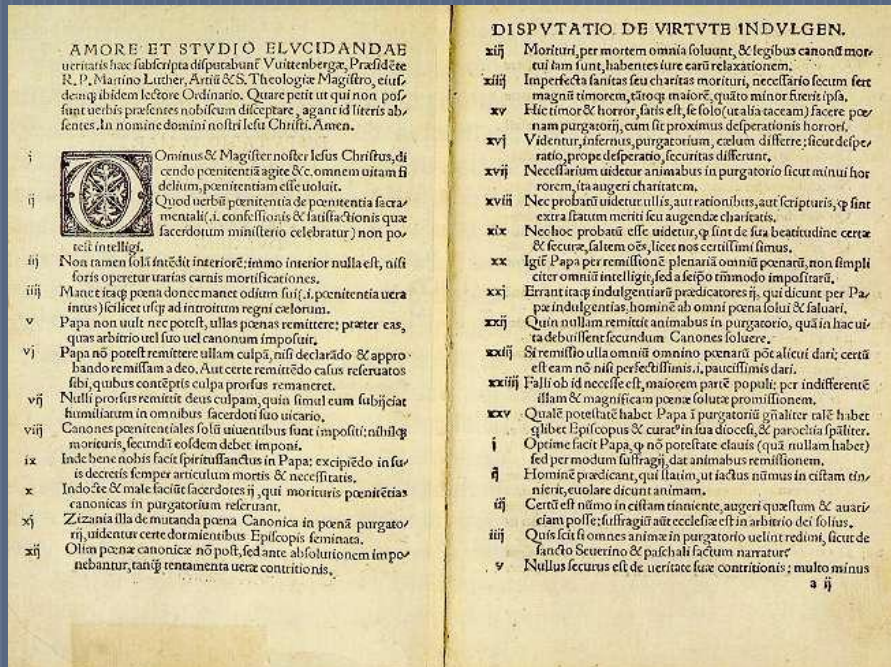 AMORE ET STVDIO ELVCIDANDAE
ueritatis hæc subscripta disputabunť Vuittenbergæ, Præsidẽte
R. P. Martino Luther, Artiũ & S. Theologiæ Magistro, eius-
demq; ibidem lectore Ordinario. Quare petit ut qui non pos-
sunt uerbis præsentes nobiscum disceptare, agant id literis ab-
sentes. In nomine domini nostri Iesu Christi. Amen.
i Ominus & Magister noster Iesus Christus, di
cendo pœnitentiã agite &c. omnem uitam fi
delium, pœnitentiam esse uoluit.
ij Quod uerbũ pœnitentia de pœnitentia sacra-
mentali (.i. confessionis & satisfactionis quæ
sacerdotum ministerio celebratur) non po-
test intelligi.
iij Non tamen solã intẽdit interiorẽ; immo interior nulla est, nisi
foris operetur uarias carnis mortificationes.
iiij Manet itaq; pœna donec manet odium sui (.i. pœnitentia uera
intus) scilicet usq; ad introitum regni cælorum.
v Papa non uult nec potest, ullas pœnas remittere; præter eas,
quas arbitrio uel suo uel canonum imposuit.
vj Papa nõ potest remittere ullam culpã, nisi declarãdo & appro-
bando remissam a deo. Aut certe remittẽdo casus reseruatos
sibi, quibus contẽptis culpa prorsus remaneret.
vij Nulli prorsus remittit deus culpam, quin simul eum subijciat
humiliatum in omnibus sacerdoti suo uicario.
viij Canones pœnitentiales solũ uiuentibus sunt impositi; nihilq;
morituris, secundũ eosdem debet imponi.
ix Inde bene nobis facit spiritussanctus in Papa; excipiẽdo in su-
is decretis semper articulum mortis & necessitatis.
x Indocte & male faciũt sacerdotes ij, qui morituris pœnitẽtias
canonicas in purgatorium reseruant.
xj Zizania illa de mutanda pœna Canonica in pœnã purgato-
rij, uidentur certe dormientibus Episcopis seminata.
xij Olim pœnæ canonicæ nõ post, sed ante absolutionem impo-
nebantur, tanq̃ tentamenta ueræ contritionis.
DISPVTATIO DE VIRTVTE INDVLGEN.
xiij Morituri, per mortem omnia soluunt, & legibus canonũ mor-
tui iam sunt, habentes iure earũ relaxationem.
xiiij Imperfecta sanitas seu charitas morituri, necessario secum fert
magnũ timorem, tãtoq; maiorẽ, quãto minor fuerit ipsa.
xv Hic timor & horror, satis est, se solo (ut alia taceam) facere pœ-
nam purgatorij, cum sit proximus desperationis horrori.
xvj Videntur, infernus, purgatorium, cælum differre; sicut despe-
ratio, prope desperatio, securitas differunt.
xvij Necessarium uidetur animabus in purgatorio sicut minui hor
rorem, ita augeri charitatem.
xviij Nec probatũ uidetur ullis, aut rationibus, aut scripturis, q̃ sint
extra statum meriti seu augendæ charitatis.
xix Nec hoc probatũ esse uidetur, q̃ sint de sua beatitudine certæ
& securæ, saltem oẽs, licet nos certissimi simus.
xx Igiť Papa per remissionẽ plenariã omniũ pœnarũ, non simpli
citer omniũ intelligit, sed a seipso tm̃modo impositarũ.
xxj Errant itaq; indulgentiarũ prædicatores ij, qui dicunt per Pa-
pæ indulgentias, hominẽ ab omni pœna solui & saluari.
xxij Quin nullam remittit animabus in purgatorio, quã in hac ui-
ta debuissent secundum Canones soluere.
xxiij Si remissio ulla omniũ omnino pœnarũ põt alicui dari; certũ
est eam nõ nisi perfectissimis .i. paucissimis dari.
xxiiij Falli ob id necesse est, maiorem partẽ populi; per indifferentẽ
illam & magnificam pœnæ solutæ promissionem.
xxv Qualẽ potestatẽ habet Papa ĩ purgatoriũ gñaliter talẽ habet
q̃libet Episcopus & curatꝰ in sua diocesi, & parochia spãliter.
i Optime facit Papa, q̃ nõ potestate clauis (quã nullam habet)
sed per modum suffragij, dat animabus remissionem.
ij Hominẽ prædicant, qui statim, ut iactus nũmus in cistam tin-
nierit, euolare dicunt animam.
iij Certũ est nũmo in cistam tinniente, augeri quæstum & auari-
ciam posse; suffragiũ aũt ecclesiæ est in arbitrio dei solius.
iiij Quis scit si omnes animæ in purgatorio uelint redimi, sicut de
sancto Seuerino & paschali factum narratur?
v Nullus securus est de ueritate suæ contritionis; multo minus
a ij